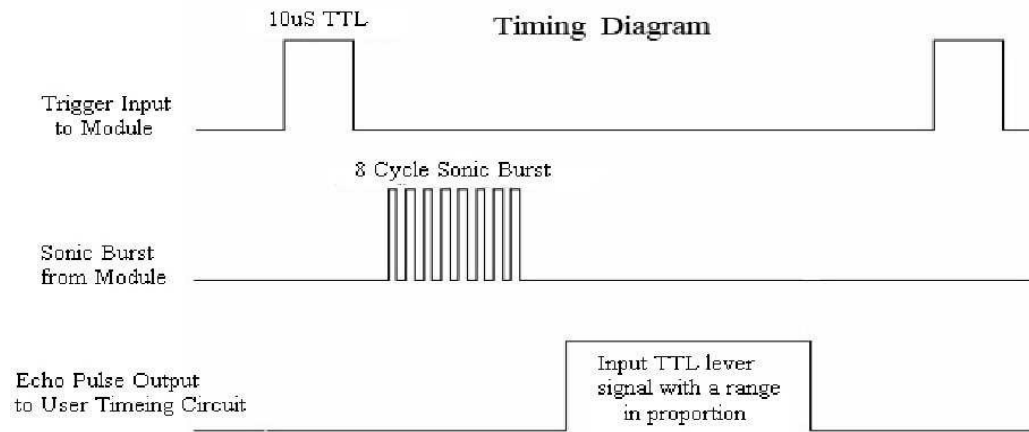 10uS TTL
Timing Diagram
Trigger Input
to Module
8 Cycle Sonic Burst
Sonic Burst
from Module
Echo Pulse Output
to User Timeing Circuit
Input TTL lever
signal with a range
in proportion